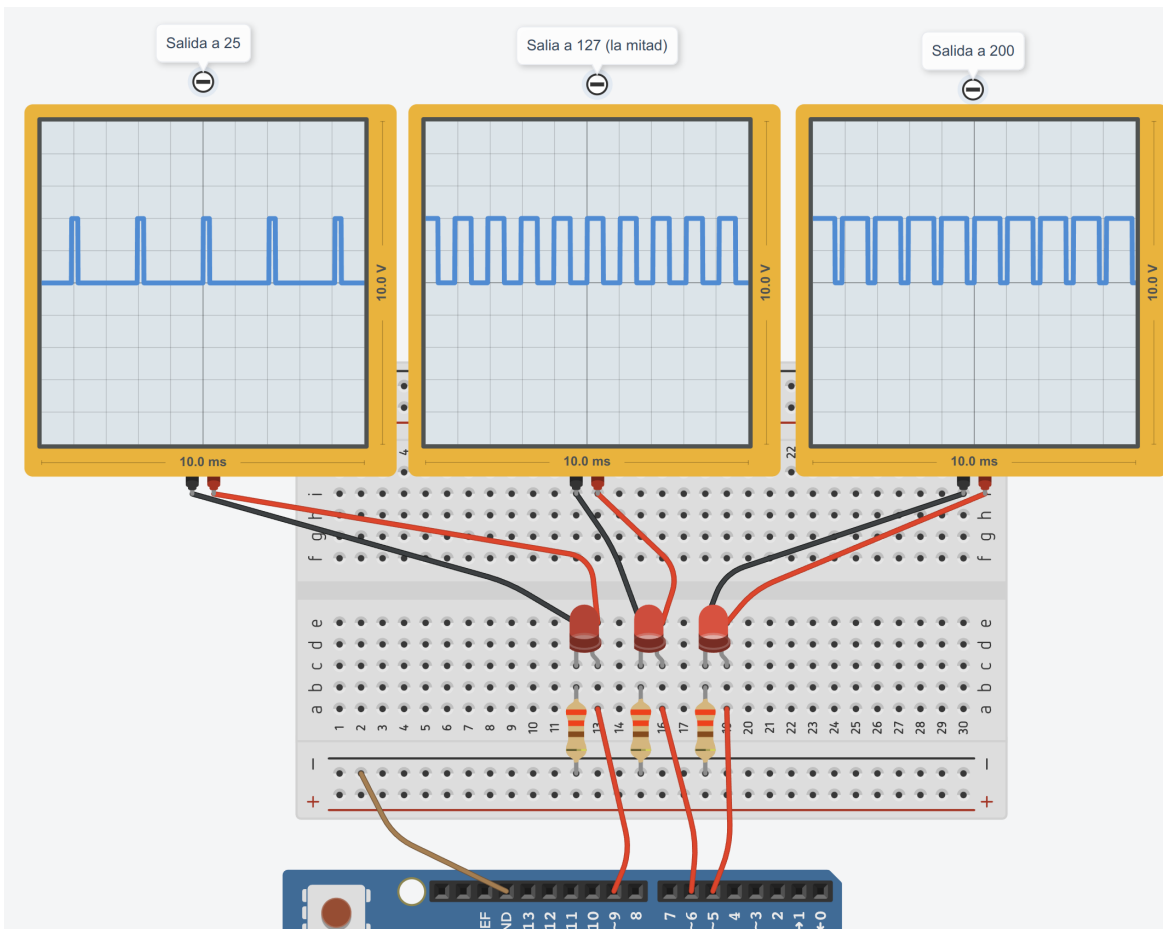 Salida a 25
Salia a 127 (la mitad)
Salida a 200
10.0 V
10.0 V
10.0 V
10.0 ms
10.0 ms
10.0 ms
4
22
i
h
h
g
g
f
f
e
e
d
d
c
c
b
b
a
a
1 2 3 4 5 6 7 8 9 10 11 12 13 14 16 17 19 20 21 22 23 24 25 26 27 28 29 30
− −
+ +
EF ND 13 12 11 10 ~9 8 7 ~6 ~5 4 ~3 2 →1 ←0